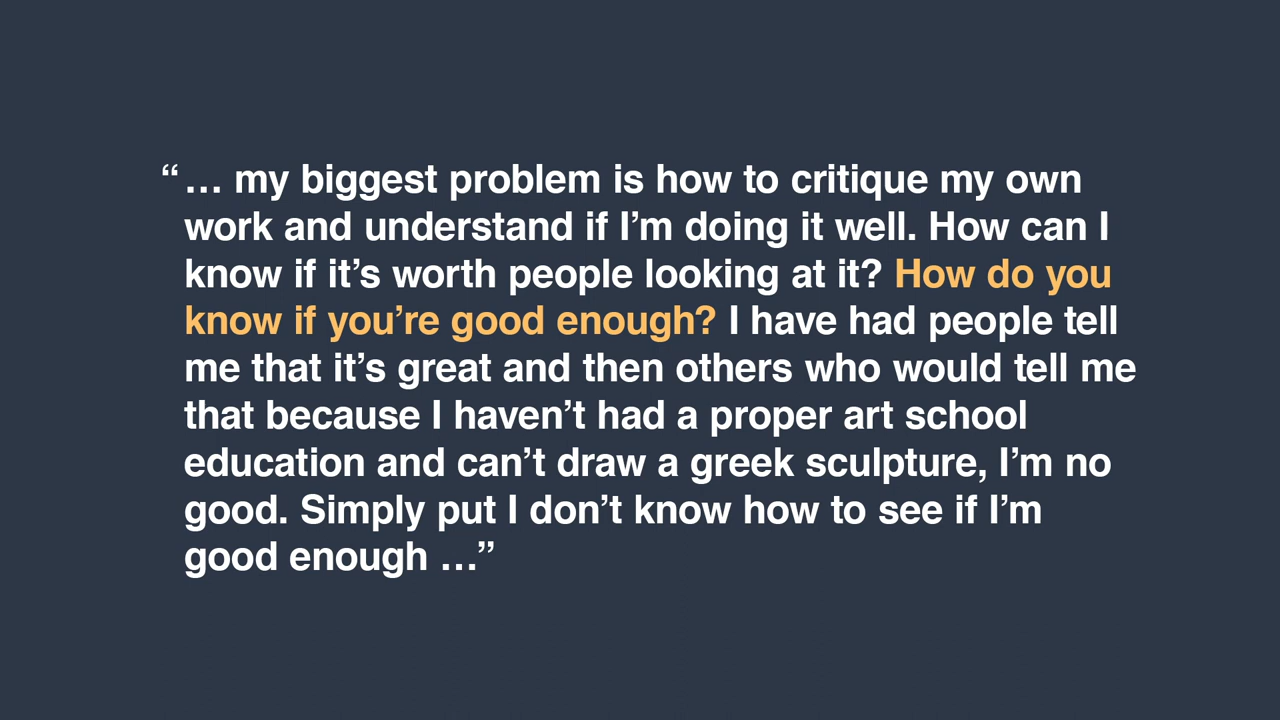 “… my biggest problem is how to critique my own
work and understand if I’m doing it well. How can I
know if it’s worth people looking at it? How do you
know if you’re good enough? I have had people tell
me that it’s great and then others who would tell me
that because I haven’t had a proper art school
education and can’t draw a greek sculpture, I’m no
good. Simply put I don’t know how to see if I’m
good enough …”